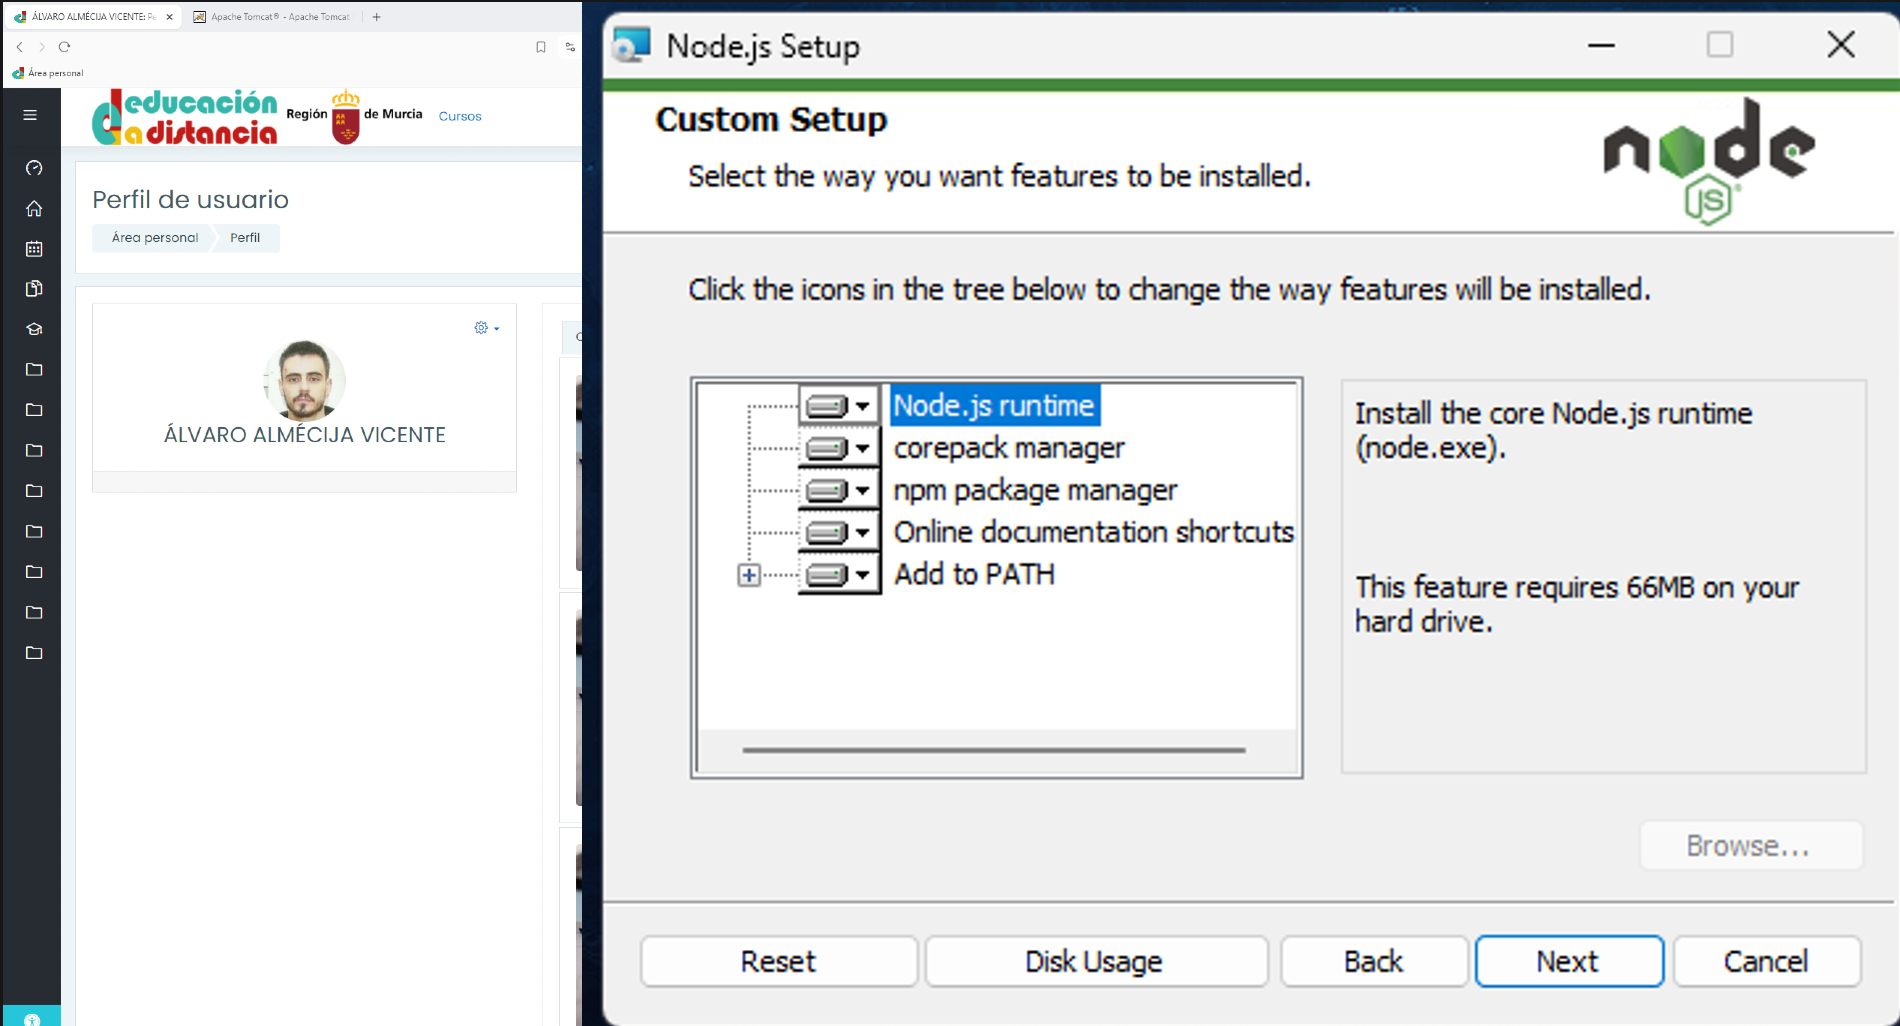 ÁLVARO ALMÉCIJA VICENTE: Pe
Apache Tomcat® - Apache Tomcat
Área personal
educación a distancia
Región de Murcia
Cursos
Perfil de usuario
Área personal
Perfil
ÁLVARO ALMÉCIJA VICENTE
Node.js Setup
Custom Setup
Select the way you want features to be installed.
node
JS
Click the icons in the tree below to change the way features will be installed.
Node.js runtime
corepack manager
npm package manager
Online documentation shortcuts
Add to PATH
Install the core Node.js runtime
(node.exe).
This feature requires 66MB on your
hard drive.
Browse...
Reset
Disk Usage
Back
Next
Cancel